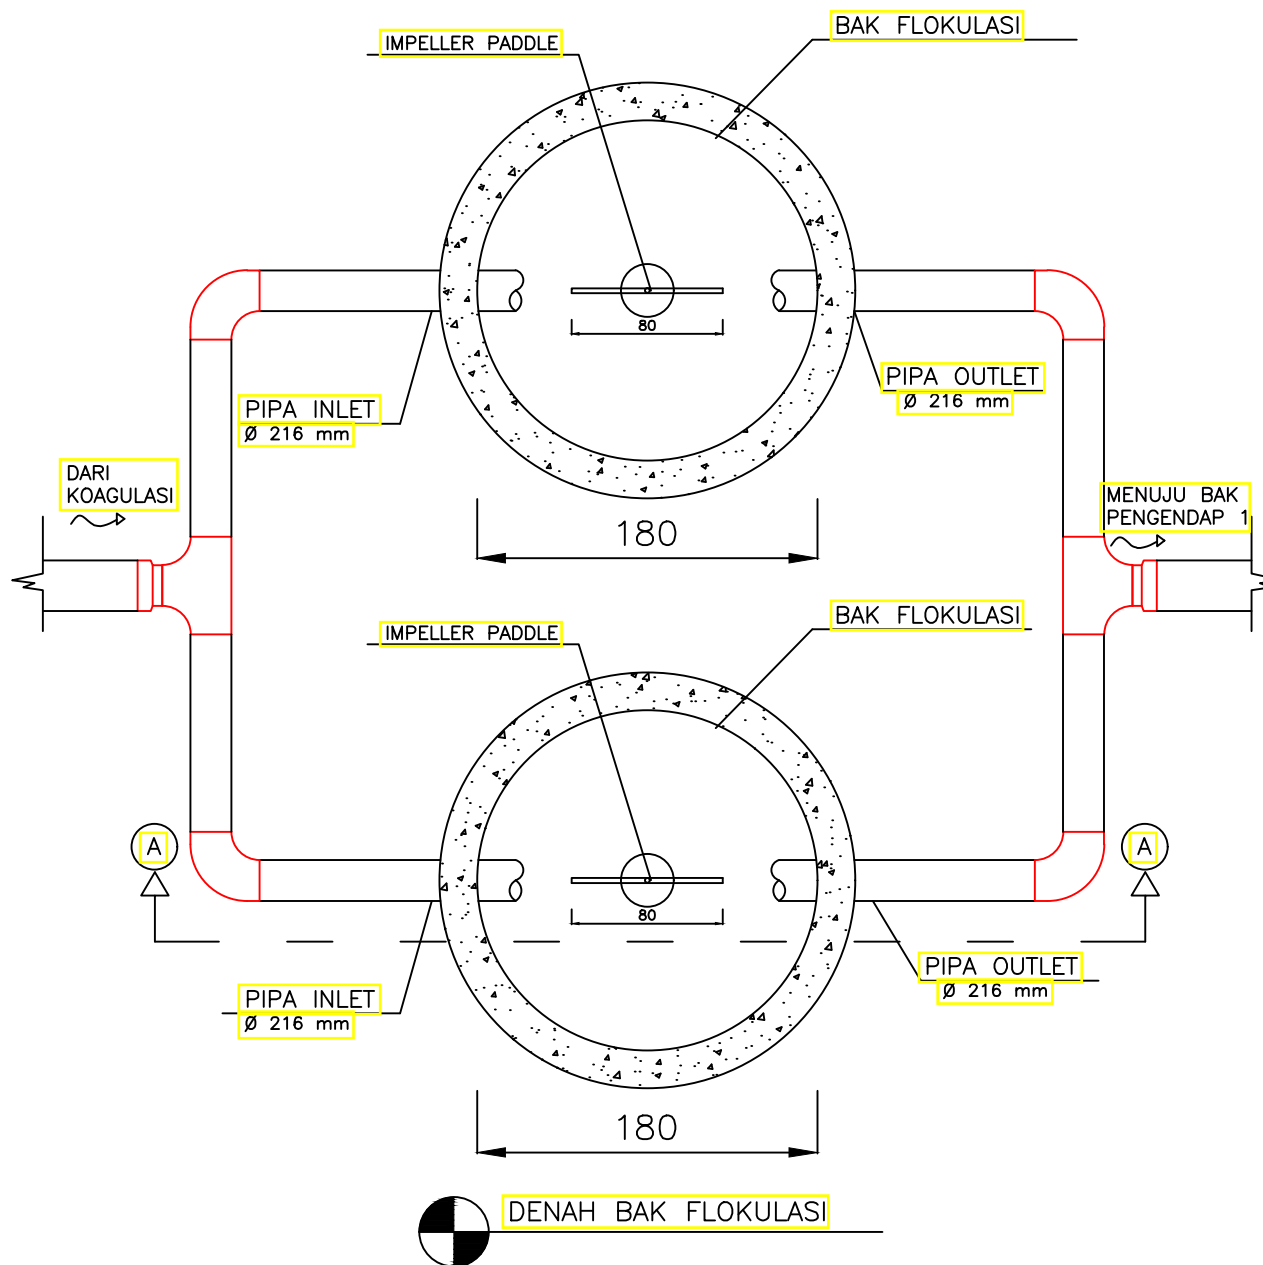 IMPELLER PADDLE
BAK FLOKULASI
80
PIPA OUTLET
Ø 216 mm
PIPA INLET
Ø 216 mm
DARI
KOAGULASI
MENUJU BAK
PENGENDAP 1
180
IMPELLER PADDLE
BAK FLOKULASI
A
A
80
PIPA OUTLET
Ø 216 mm
PIPA INLET
Ø 216 mm
180
DENAH BAK FLOKULASI